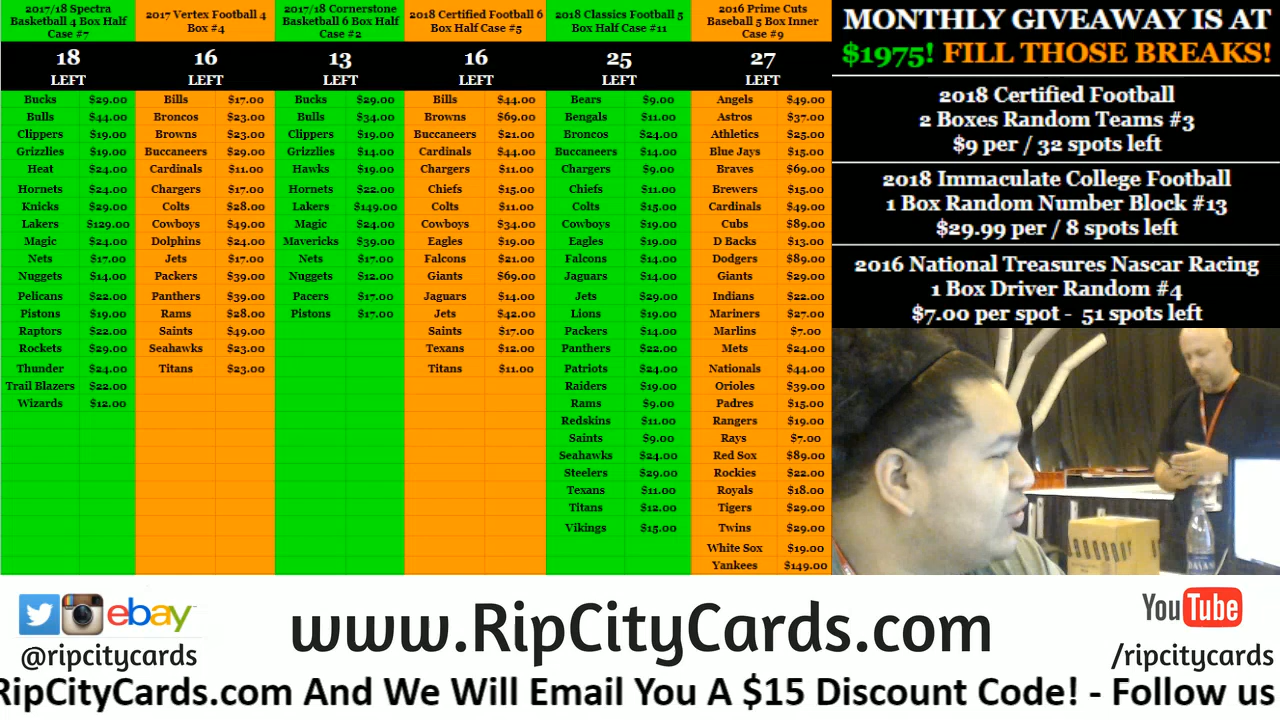 2017/18 Spectra
Basketball 4 Box Half
Case #7
18
LEFT
Bucks $29.00
Bulls $44.00
Clippers $19.00
Grizzlies $19.00
Heat $24.00
Hornets $24.00
Knicks $29.00
Lakers $129.00
Magic $24.00
Nets $17.00
Nuggets $14.00
Pelicans $22.00
Pistons $19.00
Raptors $22.00
Rockets $29.00
Thunder $24.00
Trail Blazers $22.00
Wizards $12.00
2017 Vertex Football 4
Box #4
16
LEFT
Bills $17.00
Broncos $23.00
Browns $23.00
Buccaneers $29.00
Cardinals $11.00
Chargers $17.00
Colts $28.00
Cowboys $49.00
Dolphins $24.00
Jets $17.00
Packers $39.00
Panthers $39.00
Rams $28.00
Saints $49.00
Seahawks $23.00
Titans $23.00
2017/18 Cornerstone
Basketball 6 Box Half
Case #2
13
LEFT
Bucks $29.00
Bulls $34.00
Clippers $19.00
Grizzlies $14.00
Hawks $19.00
Hornets $22.00
Lakers $149.00
Magic $24.00
Mavericks $39.00
Nets $17.00
Nuggets $12.00
Pacers $17.00
Pistons $17.00
2018 Certified Football 6
Box Half Case #5
16
LEFT
Bills $44.00
Browns $69.00
Buccaneers $21.00
Cardinals $44.00
Chargers $11.00
Chiefs $15.00
Colts $11.00
Cowboys $34.00
Eagles $19.00
Falcons $21.00
Giants $69.00
Jaguars $14.00
Jets $42.00
Saints $17.00
Texans $12.00
Titans $11.00
2018 Classics Football 5
Box Half Case #11
25
LEFT
Bears $9.00
Bengals $11.00
Broncos $24.00
Buccaneers $14.00
Chargers $9.00
Chiefs $11.00
Colts $15.00
Cowboys $19.00
Eagles $19.00
Falcons $14.00
Jaguars $14.00
Jets $29.00
Lions $19.00
Packers $14.00
Panthers $22.00
Patriots $24.00
Raiders $19.00
Rams $9.00
Redskins $11.00
Saints $9.00
Seahawks $24.00
Steelers $29.00
Texans $11.00
Titans $12.00
Vikings $15.00
2016 Prime Cuts
Baseball 5 Box Inner
Case #9
27
LEFT
Angels $49.00
Astros $37.00
Athletics $25.00
Blue Jays $15.00
Braves $69.00
Brewers $15.00
Cardinals $49.00
Cubs $89.00
D Backs $13.00
Dodgers $89.00
Giants $29.00
Indians $22.00
Mariners $27.00
Marlins $7.00
Mets $24.00
Nationals $44.00
Orioles $39.00
Padres $15.00
Rangers $19.00
Rays $7.00
Red Sox $89.00
Rockies $22.00
Royals $18.00
Tigers $29.00
Twins $29.00
White Sox $19.00
Yankees $149.00
MONTHLY GIVEAWAY IS AT
$1975! FILL THOSE BREAKS!
2018 Certified Football
2 Boxes Random Teams #3
$9 per / 32 spots left
2018 Immaculate College Football
1 Box Random Number Block #13
$29.99 per / 8 spots left
2016 National Treasures Nascar Racing
1 Box Driver Random #4
$7.00 per spot - 51 spots left
ebay
@ripcitycards
www.RipCityCards.com
YouTube
/ripcitycards
RipCityCards.com And We Will Email You A $15 Discount Code! - Follow us